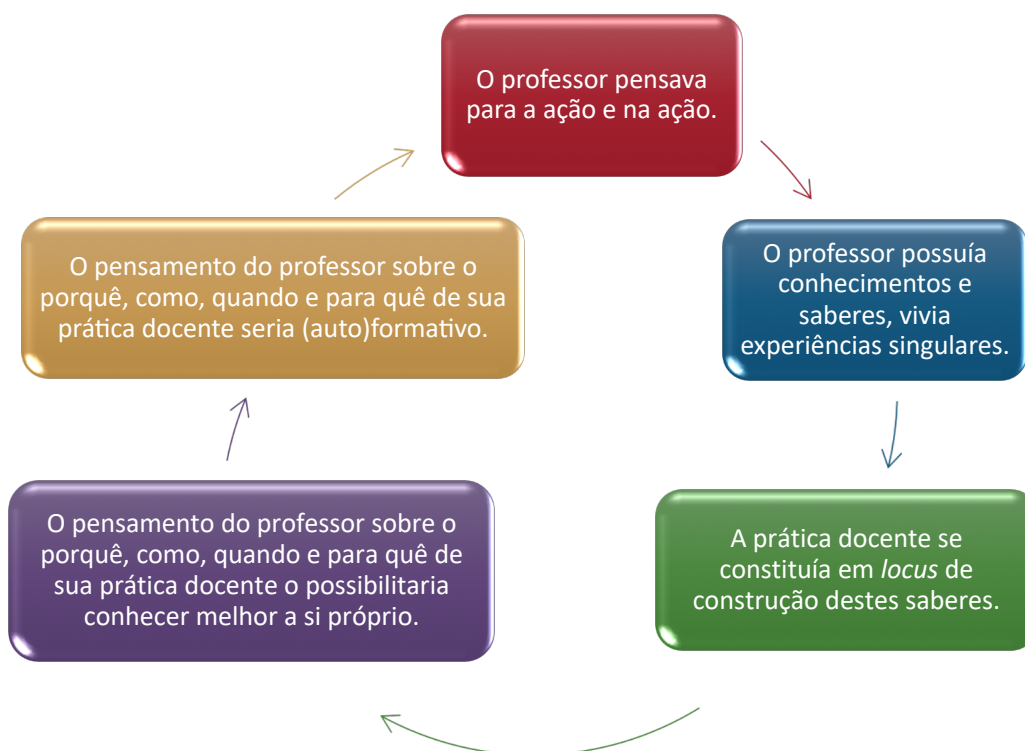 O professor pensava
para a ação e na ação.
O professor possuía
conhecimentos e
saberes, vivia
experiências singulares.
A prática docente se
constituía em locus de
construção destes saberes.
O pensamento do professor sobre o
porquê, como, quando e para quê de
sua prática docente o possibilitaria
conhecer melhor a si próprio.
O pensamento do professor sobre o
porquê, como, quando e para quê de sua
prática docente seria (auto)formativo.